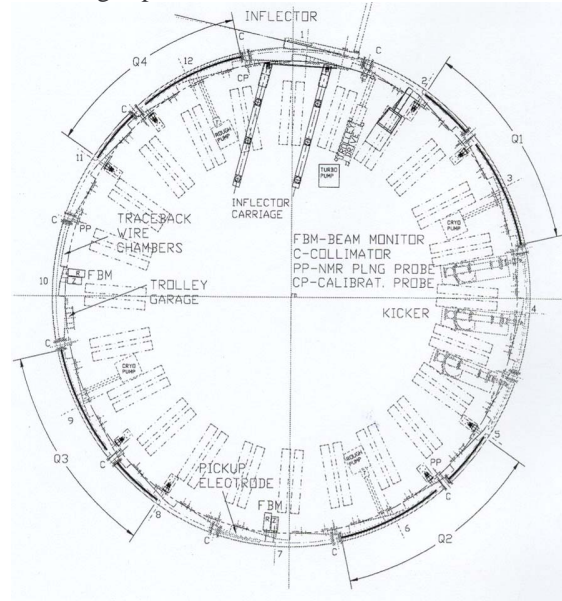 INFLECTOR
1
C
C
Q4
12
CP
2
C
ROUGH
PUMP
Q1
11
TURBO
PUMP
3
INFLECTOR
CARRIAGE
C
PP
TRACEBACK
WIRE
CHAMBERS
CRYO
PUMP
FBM-BEAM MONITOR
C-COLLIMATOR
PP-NMR PLNG PROBE
CP-CALIBRAT. PROBE
10
R
Z
FBM
TROLLEY
GARAGE
KICKER
4
C
CRYO
PUMP
9
5
Q3
C
PICKUP
ELECTRODE
ROUGH
PUMP
PP
C
8
FBM
R
Z
6
Q2
C
7
C